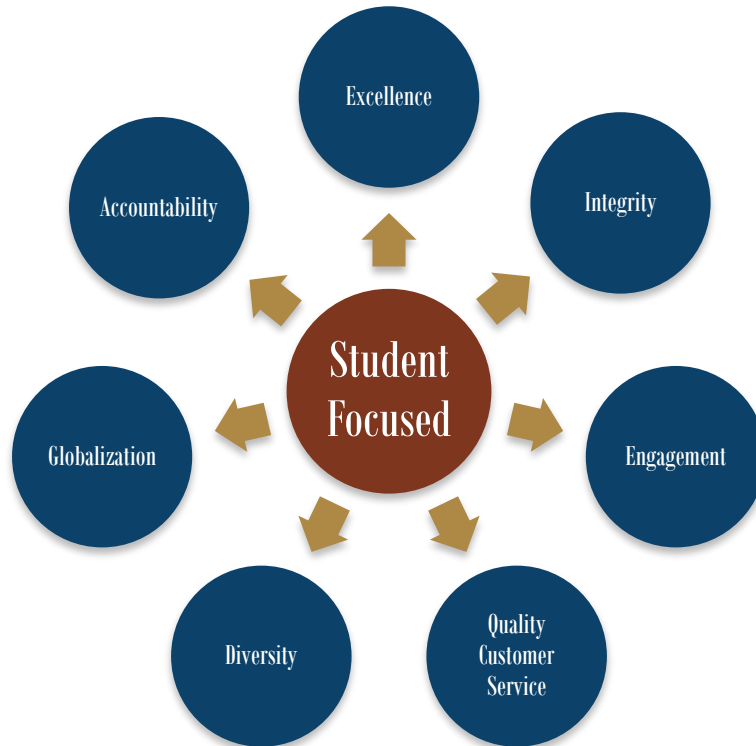 Excellence
Accountability
Integrity
Student
Focused
Globalization
Engagement
Diversity
Quality
Customer
Service